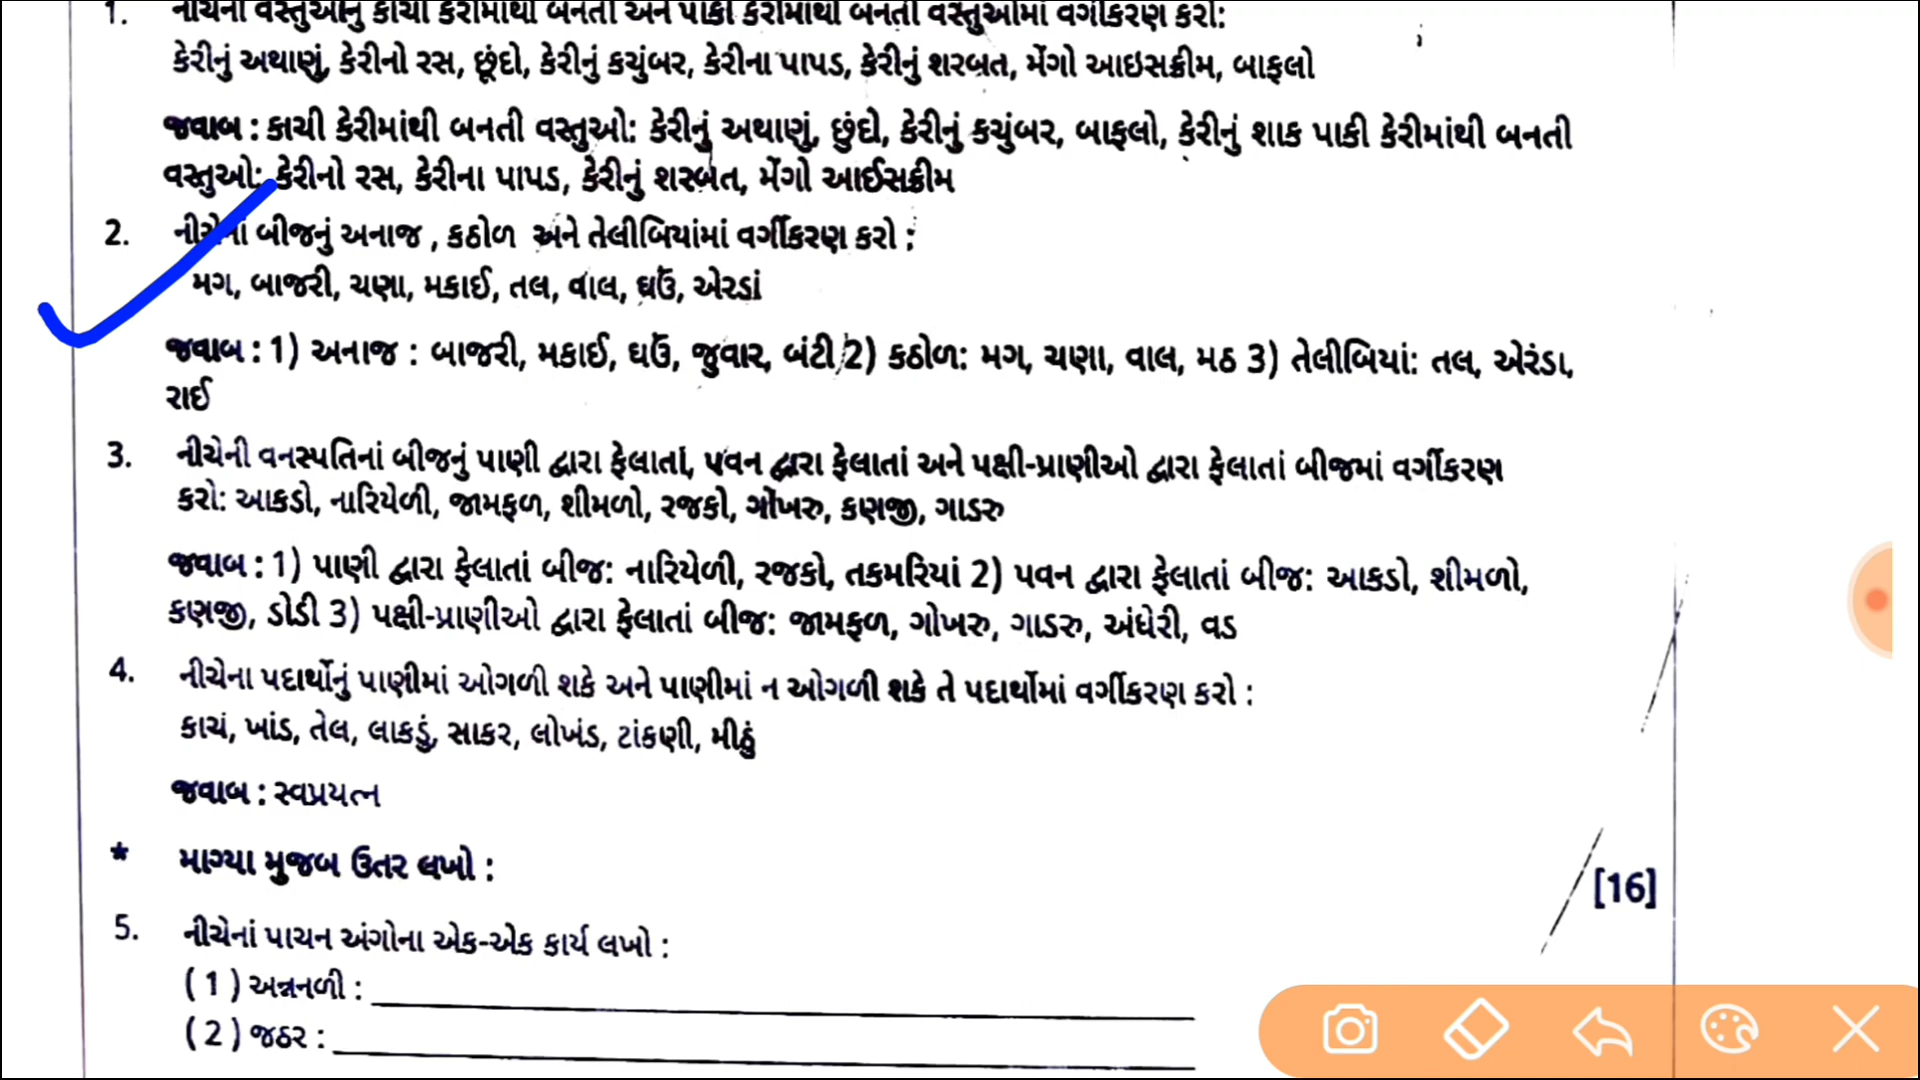 1. નીચેની વસ્તુઓનું કાચી કેરીમાંથી બનતી અને પાકી કેરીમાંથી બનતી વસ્તુઓમાં વર્ગીકરણ કરો:
કેરીનું અથાણું, કેરીનો રસ, છૂંદો, કેરીનું કચુંબર, કેરીના પાપડ, કેરીનું શરબત, મેંગો આઇસક્રીમ, બાફલો
જવાબ : કાચી કેરીમાંથી બનતી વસ્તુઓ: કેરીનું અથાણું, છુંદો, કેરીનું કચુંબર, બાફલો, કેરીનું શાક પાકી કેરીમાંથી બનતી
વસ્તુઓ: કેરીનો રસ, કેરીના પાપડ, કેરીનું શરબત, મેંગો આઈસક્રીમ
2. નીચેનાં બીજનું અનાજ , કઠોળ અને તેલીબિયાંમાં વર્ગીકરણ કરો :
મગ, બાજરી, ચણા, મકાઈ, તલ, વાલ, ઘઉં, એરડાં
જવાબ : 1) અનાજ : બાજરી, મકાઈ, ઘઉં, જુવાર, બંટી 2) કઠોળ: મગ, ચણા, વાલ, મઠ 3) તેલીબિયાં: તલ, એરંડા,
રાઈ
3. નીચેની વનસ્પતિનાં બીજનું પાણી દ્વારા ફેલાતાં, પવન દ્વારા ફેલાતાં અને પક્ષી-પ્રાણીઓ દ્વારા ફેલાતાં બીજમાં વર્ગીકરણ
કરો: આકડો, નારિયેળી, જામફળ, શીમળો, રજકો, ગોખરુ, કણજી, ગાડરુ
જવાબ : 1) પાણી દ્વારા ફેલાતાં બીજ: નારિયેળી, રજકો, તકમરિયાં 2) પવન દ્વારા ફેલાતાં બીજ: આકડો, શીમળો,
કણજી, ડોડી 3) પક્ષી-પ્રાણીઓ દ્વારા ફેલાતાં બીજ: જામફળ, ગોખરુ, ગાડરુ, અંધેરી, વડ
4. નીચેના પદાર્થોનું પાણીમાં ઓગળી શકે અને પાણીમાં ન ઓગળી શકે તે પદાર્થોમાં વર્ગીકરણ કરો :
કાચં, ખાંડ, તેલ, લાકડું, સાકર, લોખંડ, ટાંકણી, મીઠું
જવાબ : સ્વપ્રયત્ન
* માગ્યા મુજબ ઉતર લખો :
[16]
5. નીચેનાં પાચન અંગોના એક-એક કાર્ય લખો :
( 1 ) અન્નનળી :
( 2 ) જઠર :